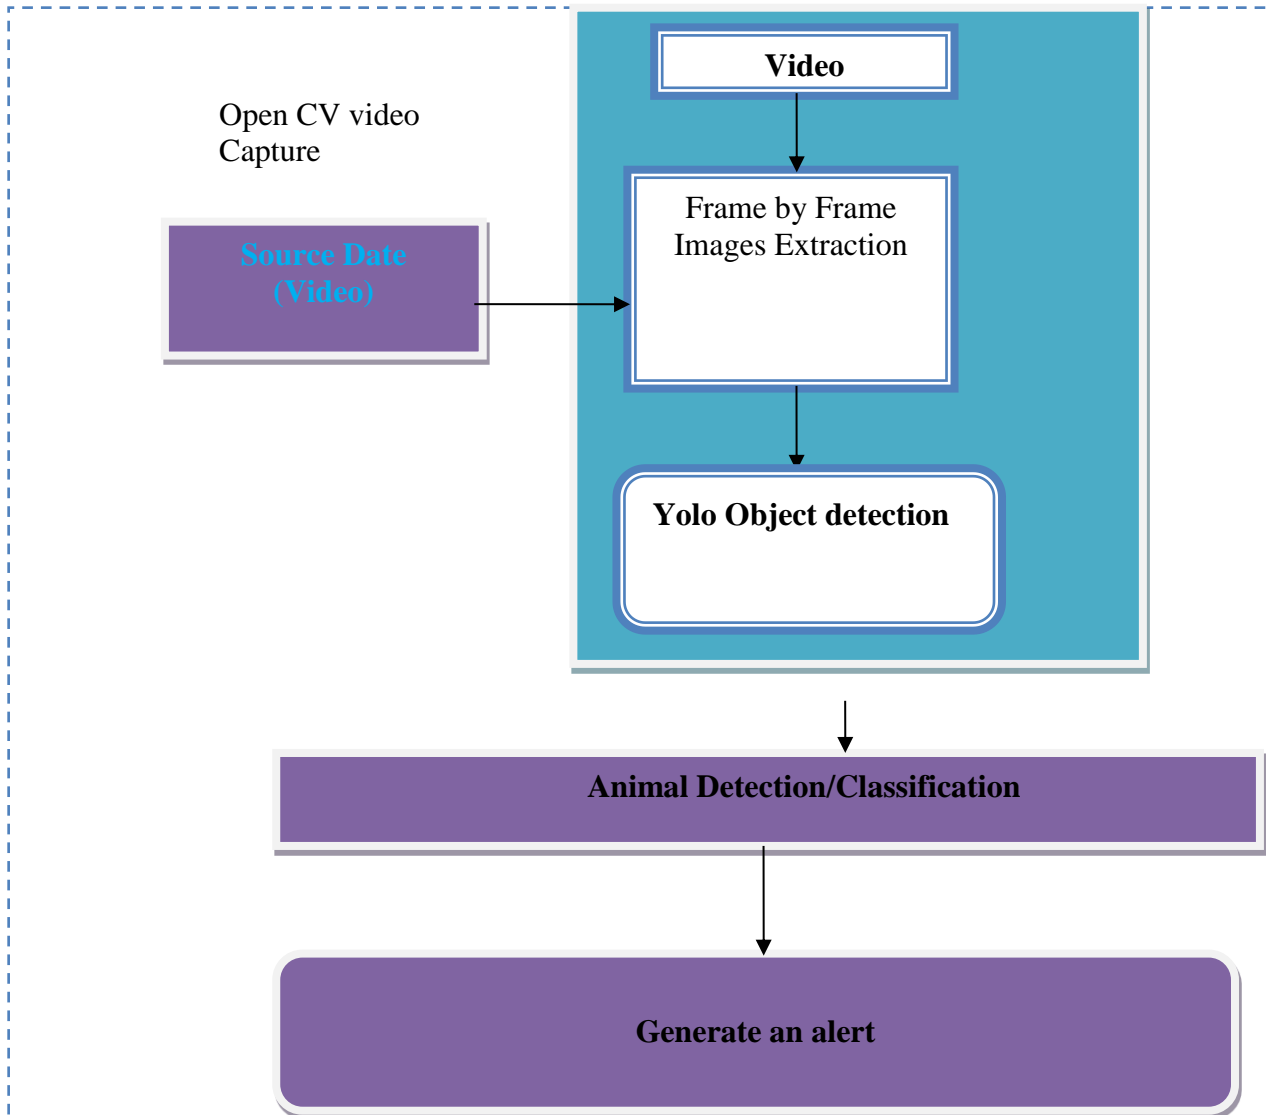 Video
Open CV video
Capture
Frame by Frame
Images Extraction
Source Date
(Video)
Yolo Object detection
Animal Detection/Classification
Generate an alert